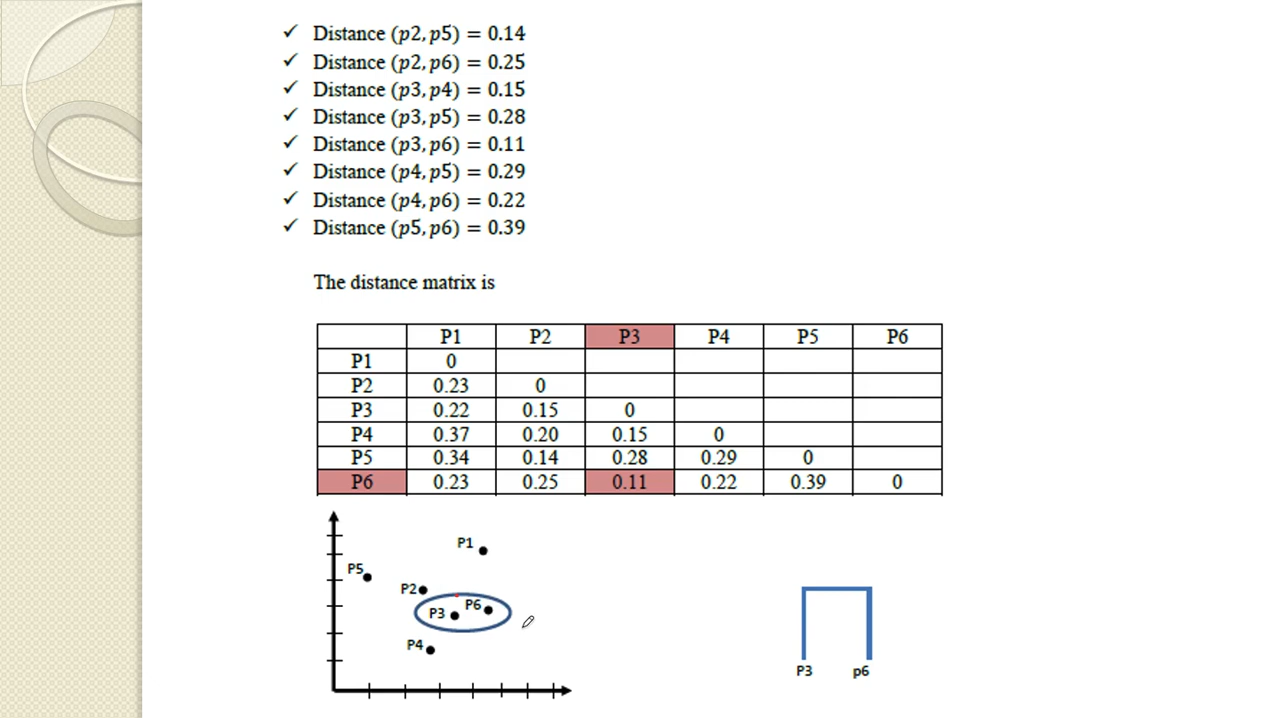 ✓ Distance (p2, p5) = 0.14
✓ Distance (p2, p6) = 0.25
✓ Distance (p3, p4) = 0.15
✓ Distance (p3, p5) = 0.28
✓ Distance (p3, p6) = 0.11
✓ Distance (p4, p5) = 0.29
✓ Distance (p4, p6) = 0.22
✓ Distance (p5, p6) = 0.39
The distance matrix is
P1 P2 P3 P4 P5 P6
P1 0
P2 0.23 0
P3 0.22 0.15 0
P4 0.37 0.20 0.15 0
P5 0.34 0.14 0.28 0.29 0
P6 0.23 0.25 0.11 0.22 0.39 0
P1
P5
P2
P3 P6
P4
P3 p6